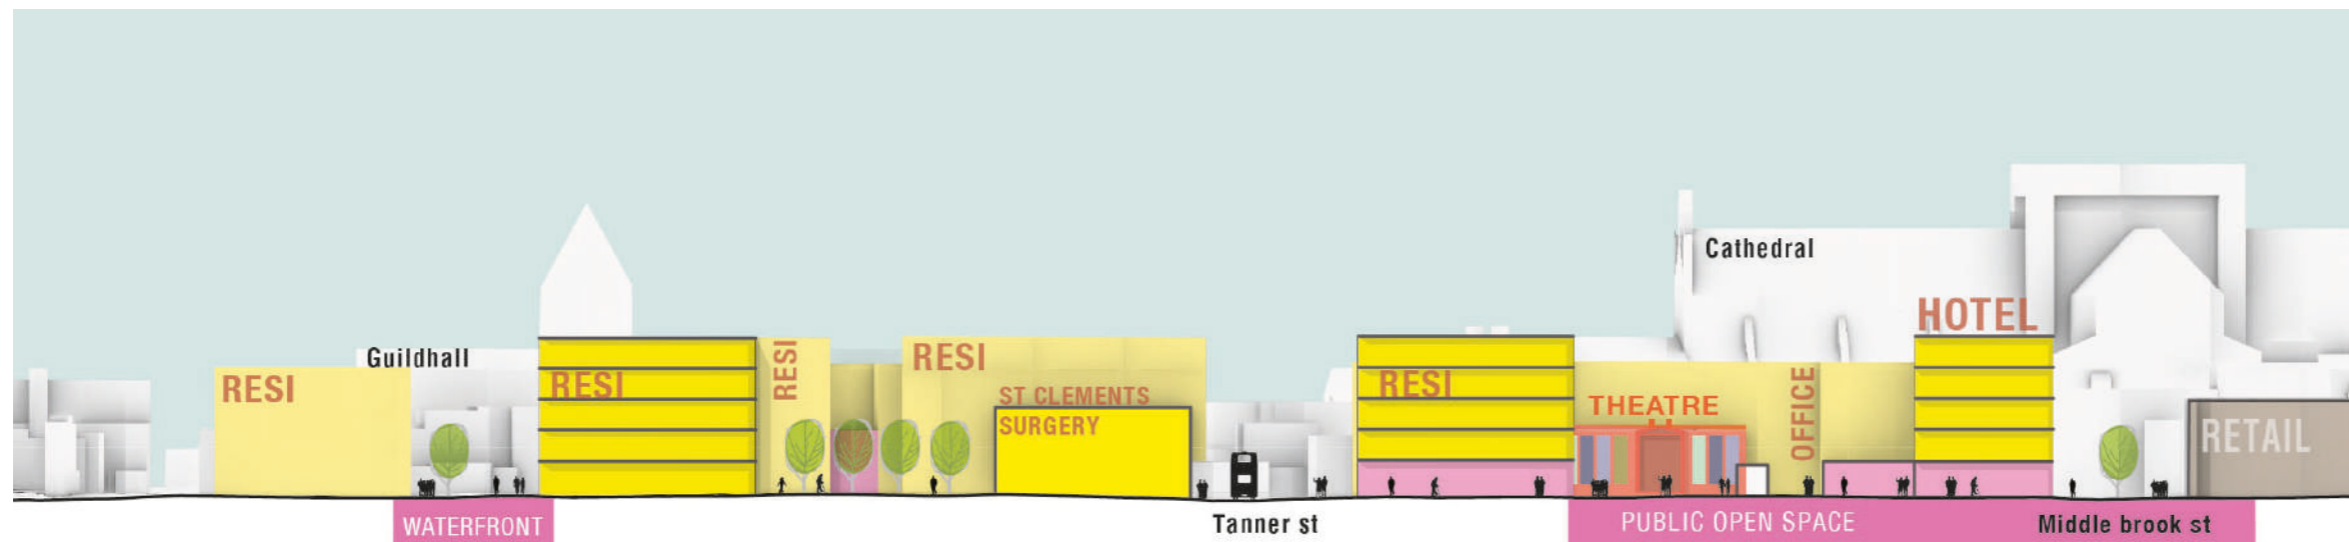 Guildhall
RESI
RESI
RESI
RESI
ST CLEMENTS
SURGERY
RESI
THEATRE
OFFICE
Cathedral
HOTEL
RETAIL
WATERFRONT
Tanner st
PUBLIC OPEN SPACE
Middle brook st